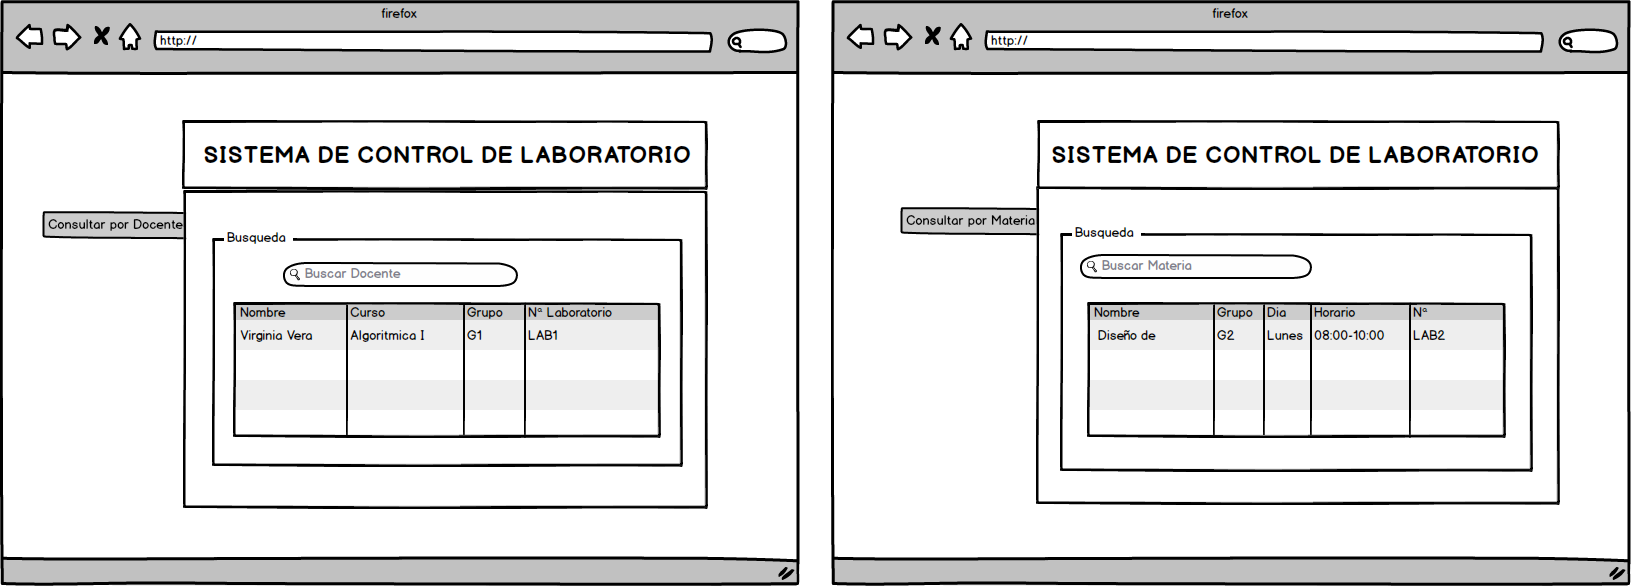 firefox
http://
SISTEMA DE CONTROL DE LABORATORIO
Consultar por Docente
Busqueda
Buscar Docente
Nombre Curso Grupo Nº Laboratorio
Virginia Vera Algoritmica I G1 LAB1
firefox
http://
SISTEMA DE CONTROL DE LABORATORIO
Consultar por Materia
Busqueda
Buscar Materia
Nombre Grupo Dia Horario Nº
Diseño de G2 Lunes 08:00-10:00 LAB2